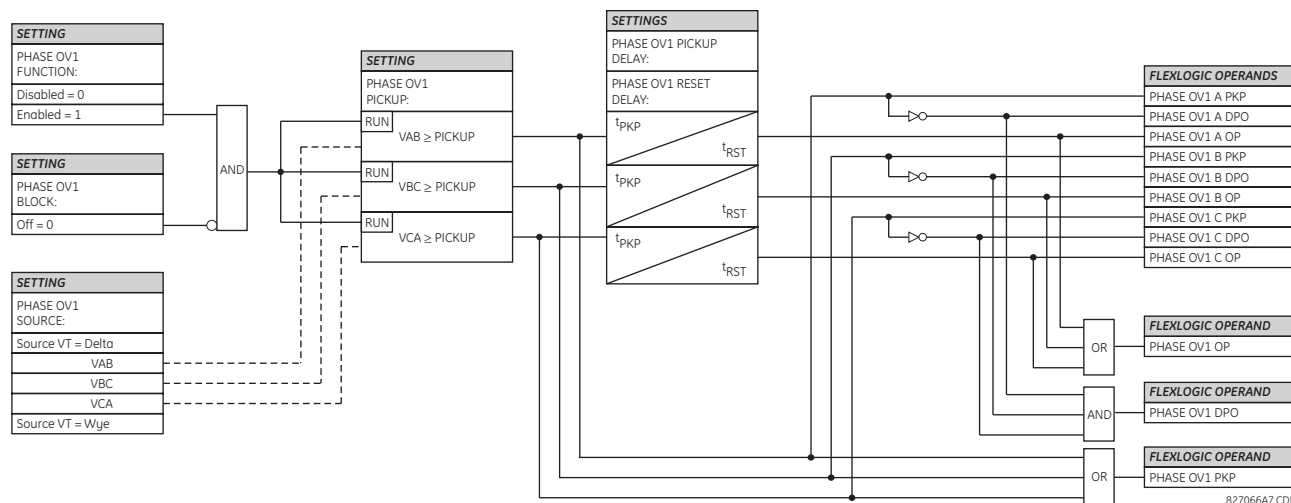 SETTING
PHASE OV1
FUNCTION:
Disabled = 0
Enabled = 1
SETTING
PHASE OV1
BLOCK:
Off = 0
SETTING
PHASE OV1
SOURCE:
Source VT = Delta
VAB
VBC
VCA
Source VT = Wye
AND
SETTING
PHASE OV1
PICKUP:
RUN
VAB ≥ PICKUP
RUN
VBC ≥ PICKUP
RUN
VCA ≥ PICKUP
SETTINGS
PHASE OV1 PICKUP
DELAY:
PHASE OV1 RESET
DELAY:
tPKP
tRST
tPKP
tRST
tPKP
tRST
FLEXLOGIC OPERANDS
PHASE OV1 A PKP
PHASE OV1 A DPO
PHASE OV1 A OP
PHASE OV1 B PKP
PHASE OV1 B DPO
PHASE OV1 B OP
PHASE OV1 C PKP
PHASE OV1 C DPO
PHASE OV1 C OP
OR
FLEXLOGIC OPERAND
PHASE OV1 OP
AND
FLEXLOGIC OPERAND
PHASE OV1 DPO
OR
FLEXLOGIC OPERAND
PHASE OV1 PKP